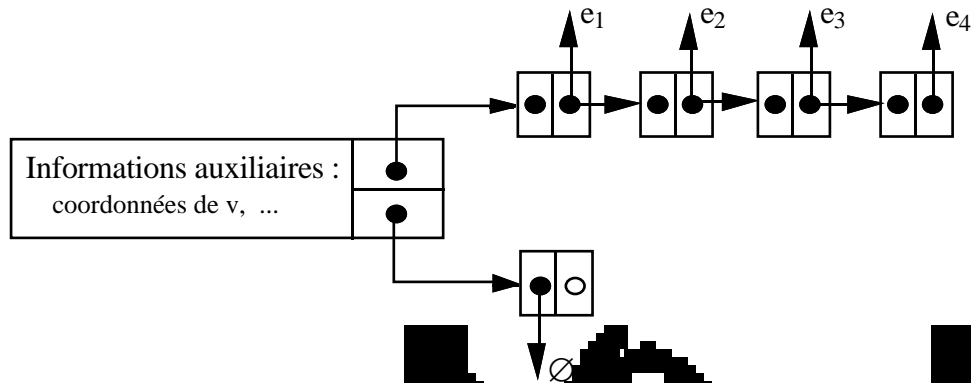 e1 e2 e3 e4
Informations auxiliaires :
coordonnées de v, ...
∅